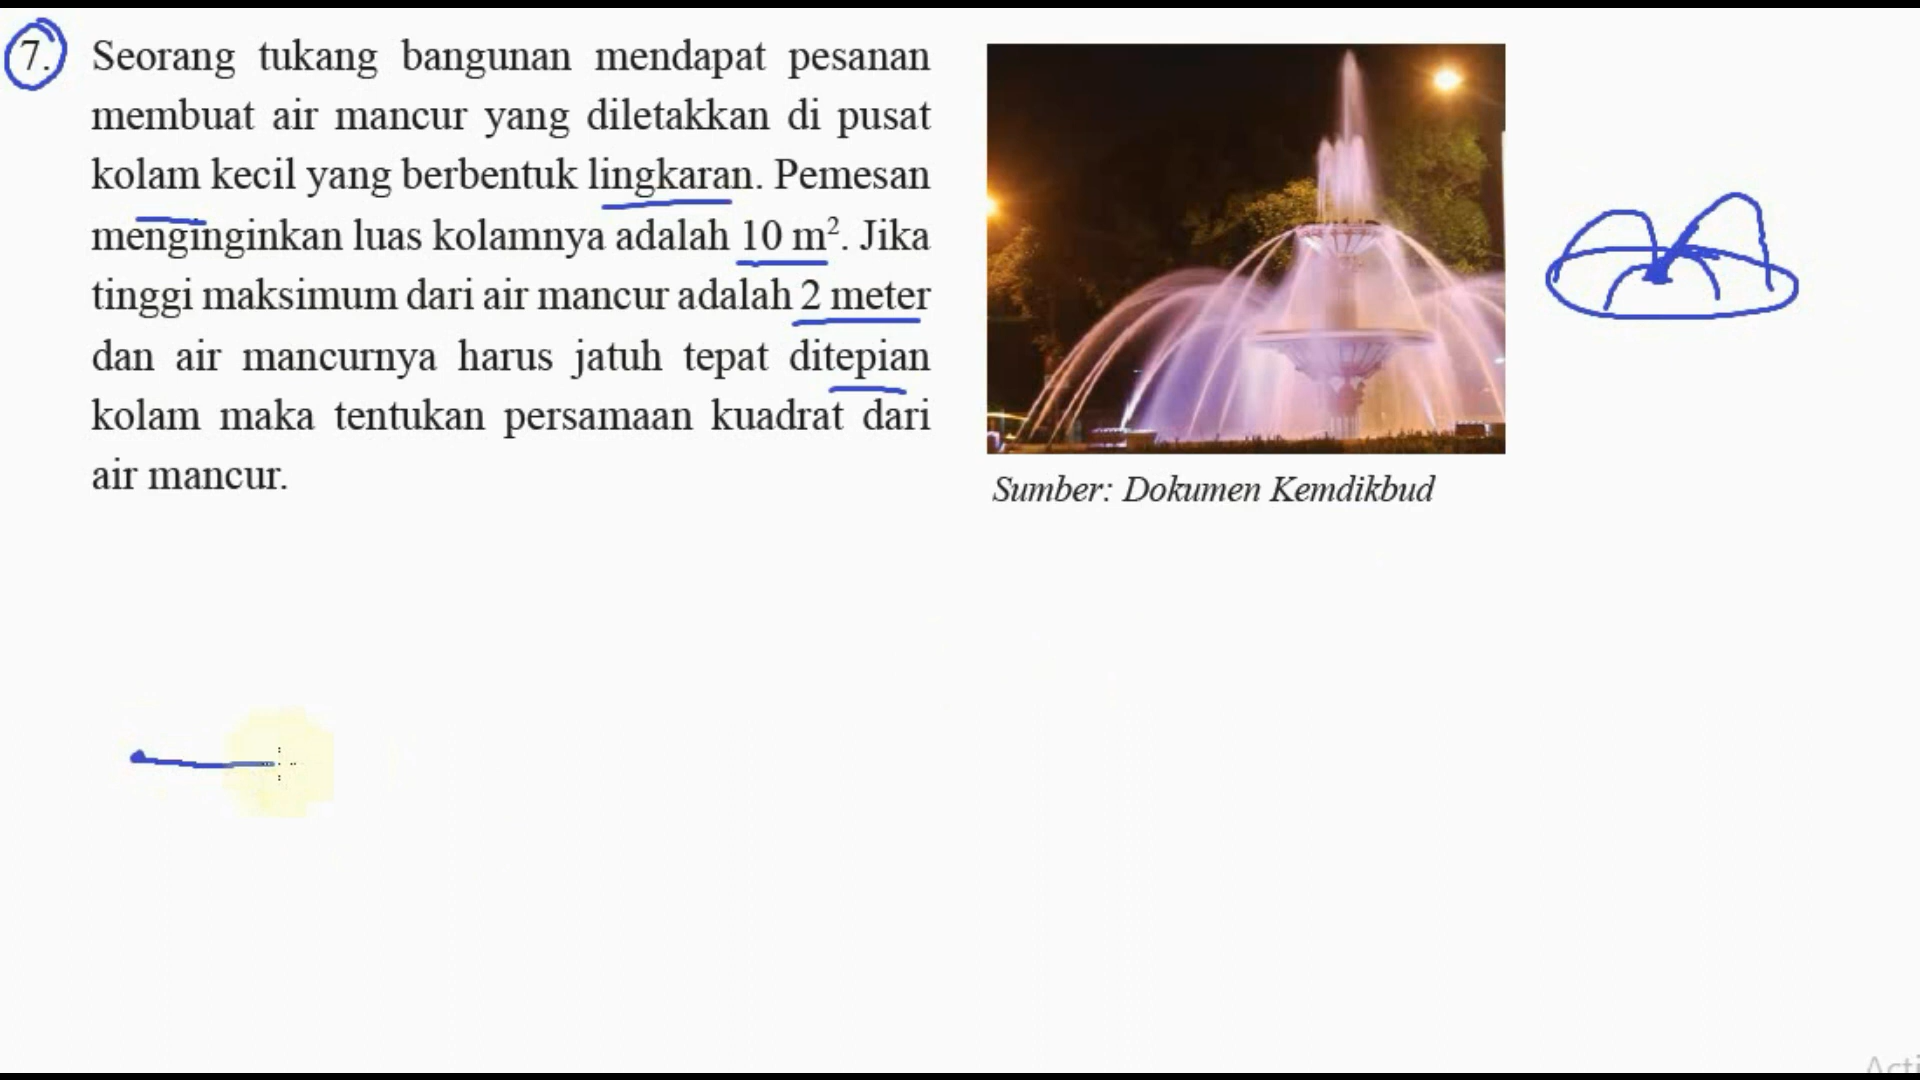 7. Seorang tukang bangunan mendapat pesanan
membuat air mancur yang diletakkan di pusat
kolam kecil yang berbentuk lingkaran. Pemesan
menginginkan luas kolamnya adalah 10 m². Jika
tinggi maksimum dari air mancur adalah 2 meter
dan air mancurnya harus jatuh tepat ditepian
kolam maka tentukan persamaan kuadrat dari
air mancur.
Sumber: Dokumen Kemdikbud